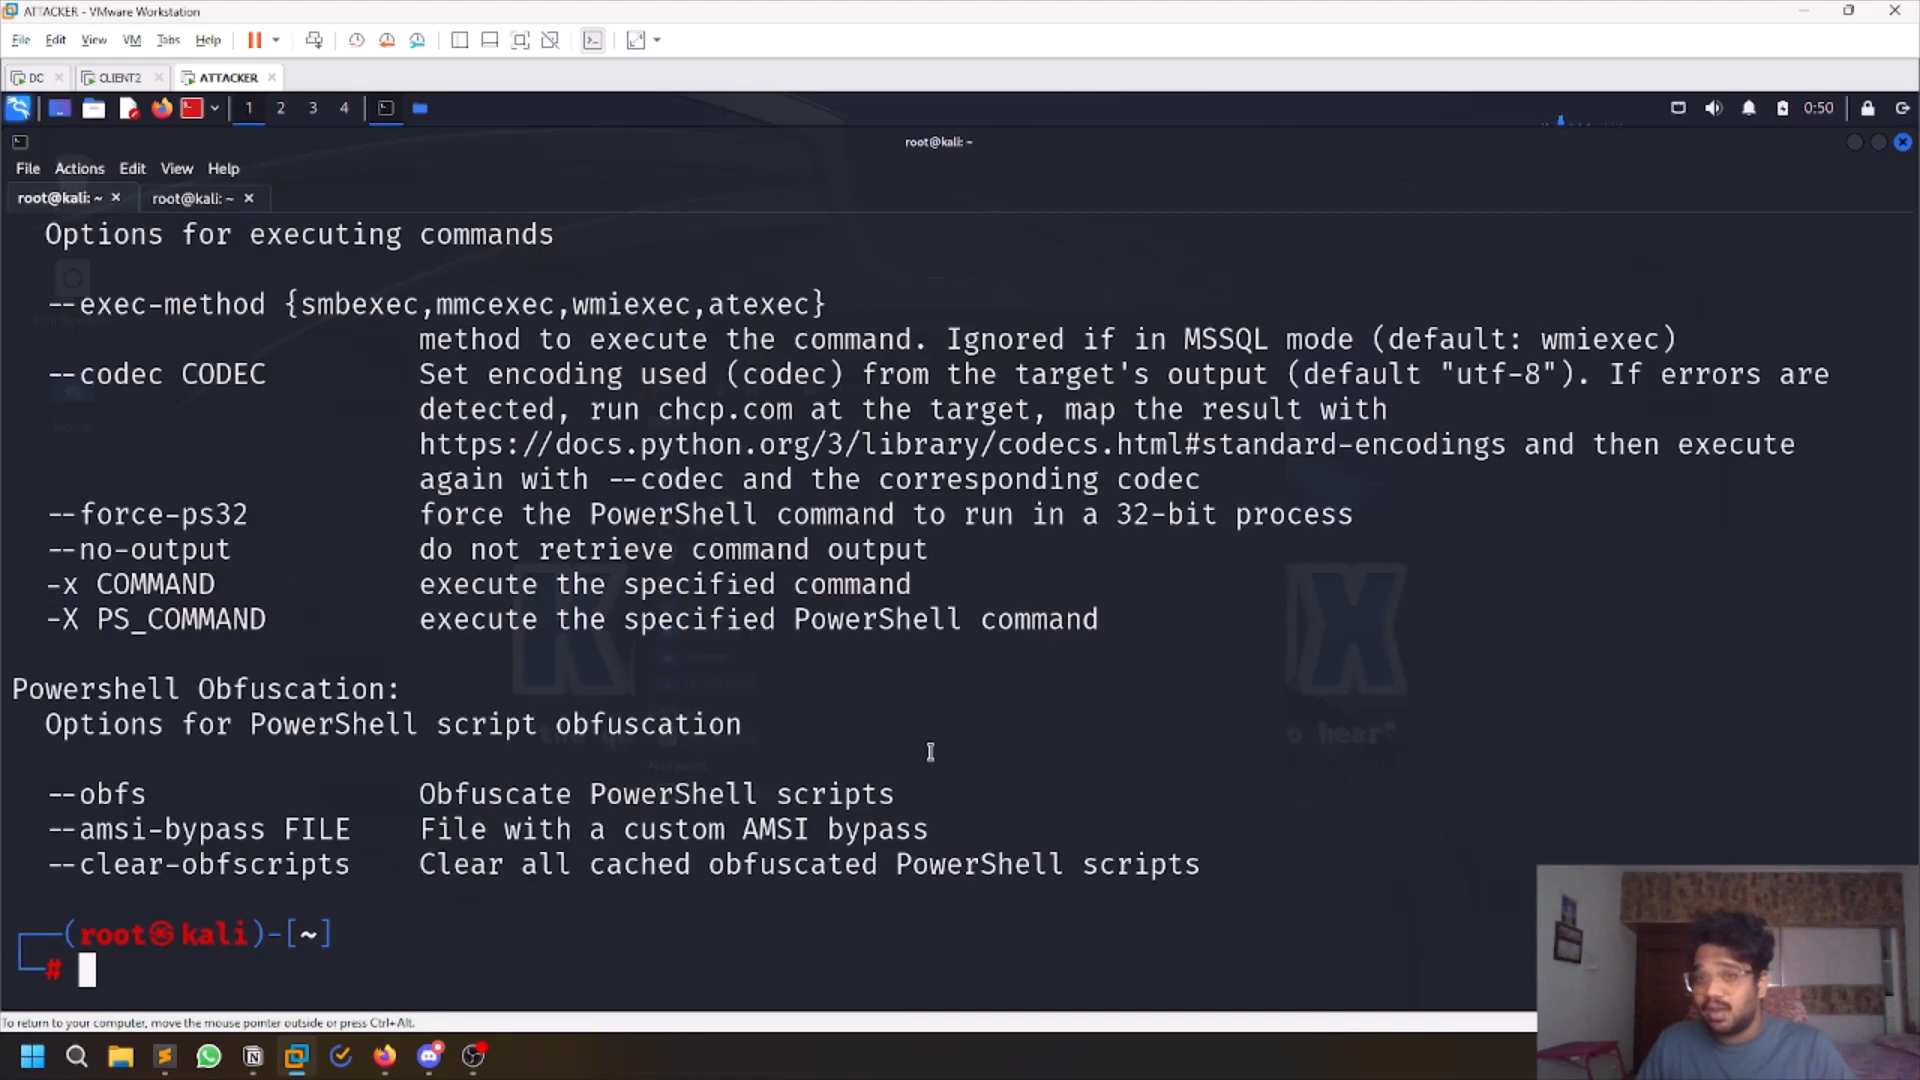 ATTACKER - VMware Workstation
File Edit View VM Tabs Help
DC CLIENT2 ATTACKER
1 2 3 4 0:50
root@kali: ~
File Actions Edit View Help
root@kali: ~ root@kali: ~
Options for executing commands
--exec-method {smbexec,mmcexec,wmiexec,atexec}
method to execute the command. Ignored if in MSSQL mode (default: wmiexec)
--codec CODEC Set encoding used (codec) from the target's output (default "utf-8"). If errors are
detected, run chcp.com at the target, map the result with
https://docs.python.org/3/library/codecs.html#standard-encodings and then execute
again with --codec and the corresponding codec
--force-ps32 force the PowerShell command to run in a 32-bit process
--no-output do not retrieve command output
-x COMMAND execute the specified command
-X PS_COMMAND execute the specified PowerShell command
Powershell Obfuscation:
Options for PowerShell script obfuscation
--obfs Obfuscate PowerShell scripts
--amsi-bypass FILE File with a custom AMSI bypass
--clear-obfscripts Clear all cached obfuscated PowerShell scripts
(root㉿kali)-[~]
#
To return to your computer, move the mouse pointer outside or press Ctrl+Alt.